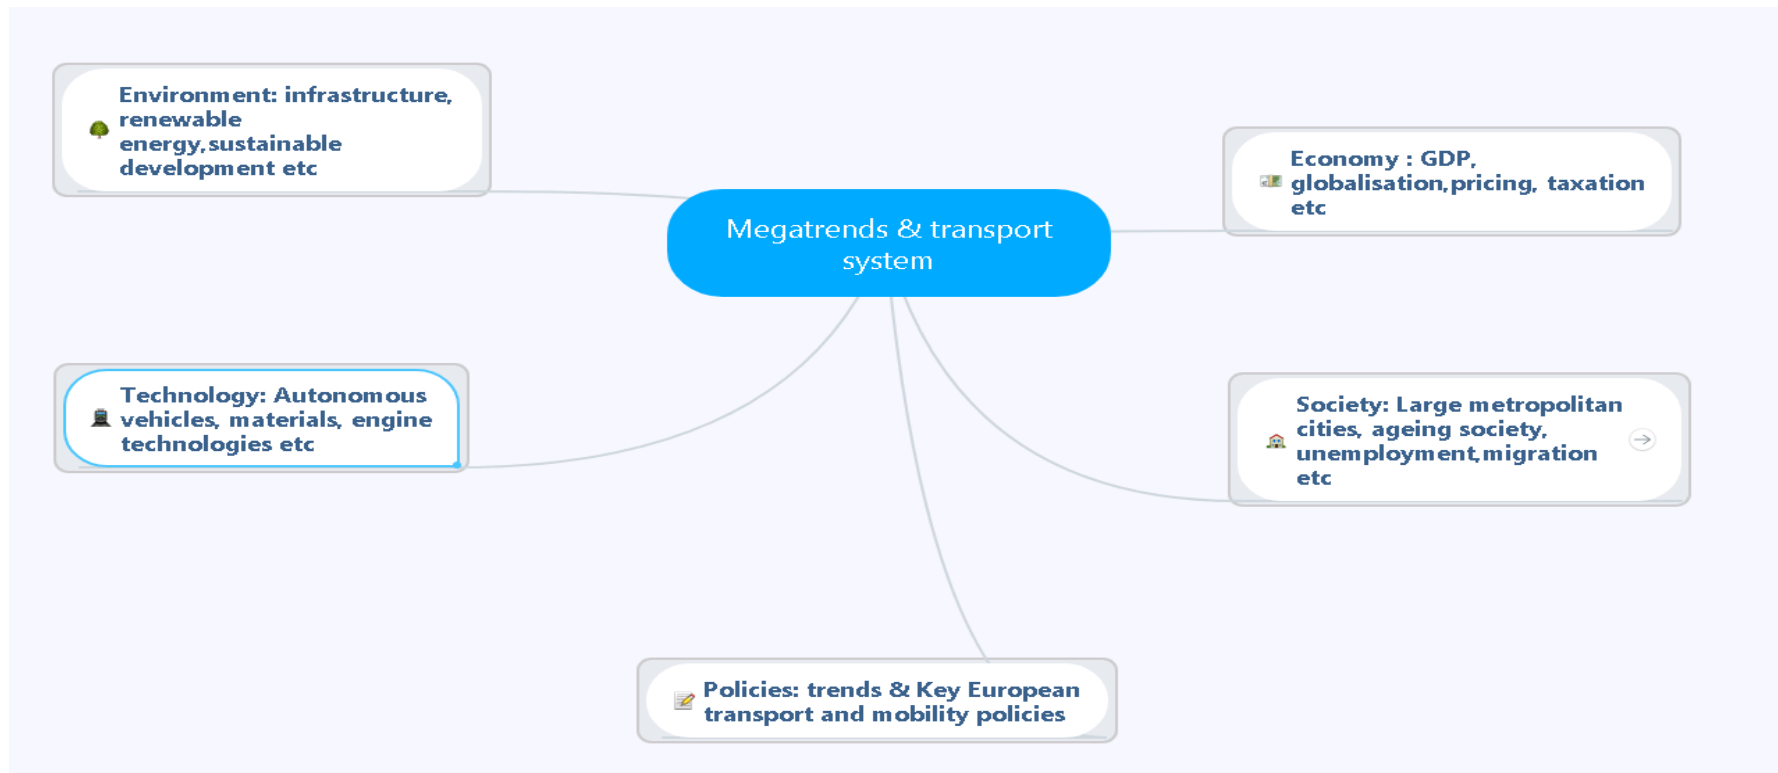 Environment: infrastructure,
renewable
energy,sustainable
development etc
Economy : GDP,
globalisation,pricing, taxation
etc
Megatrends & transport
system
Technology: Autonomous
vehicles, materials, engine
technologies etc
Society: Large metropolitan
cities, ageing society,
unemployment,migration
etc
Policies: trends & Key European
transport and mobility policies